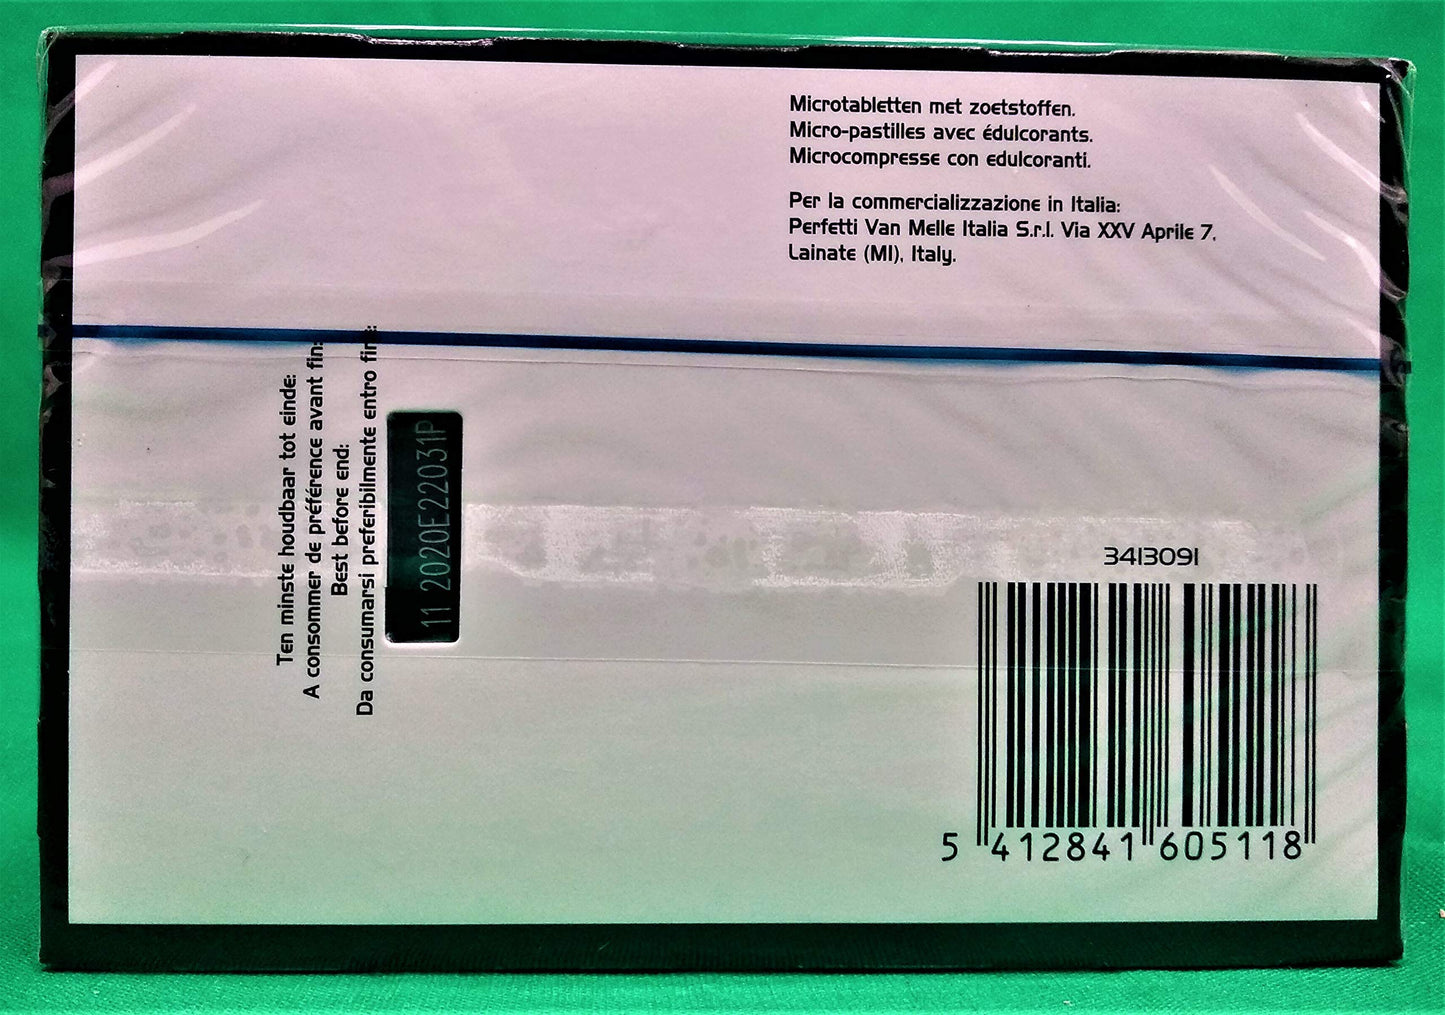 Microtabletten met zoetstoffen.
Micro-pastilles avec édulcorants.
Microcompresse con edulcoranti.
Per la commercializzazione in Italia:
Perfetti Van Melle Italia S.r.l. Via XXV Aprile 7,
Lainate (MI), Italy.
Ten minste houdbaar tot einde:
A consommer de préférence avant fin:
Best before end:
Da consumarsi preferibilmente entro fine:
11 2020E22031P
3413091
5 412841 605118